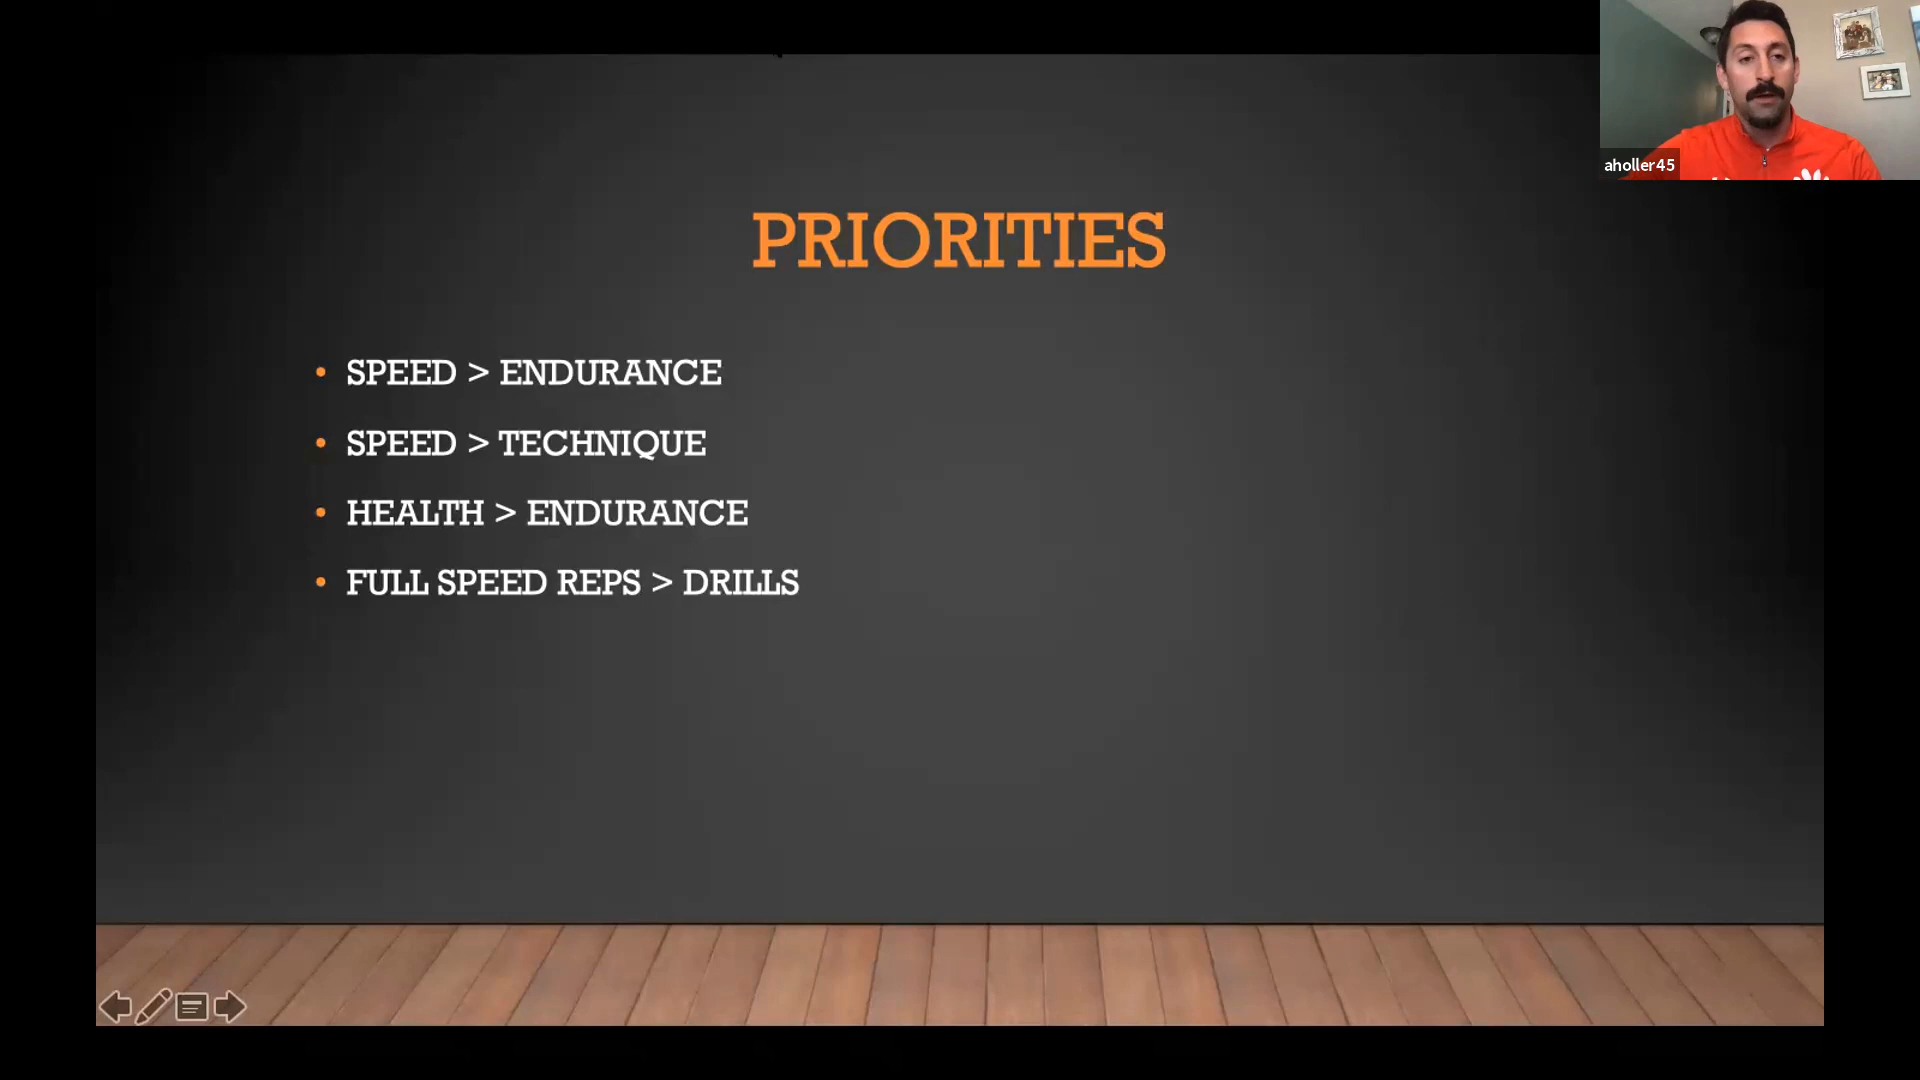 aholler45
PRIORITIES
• SPEED > ENDURANCE
• SPEED > TECHNIQUE
• HEALTH > ENDURANCE
• FULL SPEED REPS > DRILLS